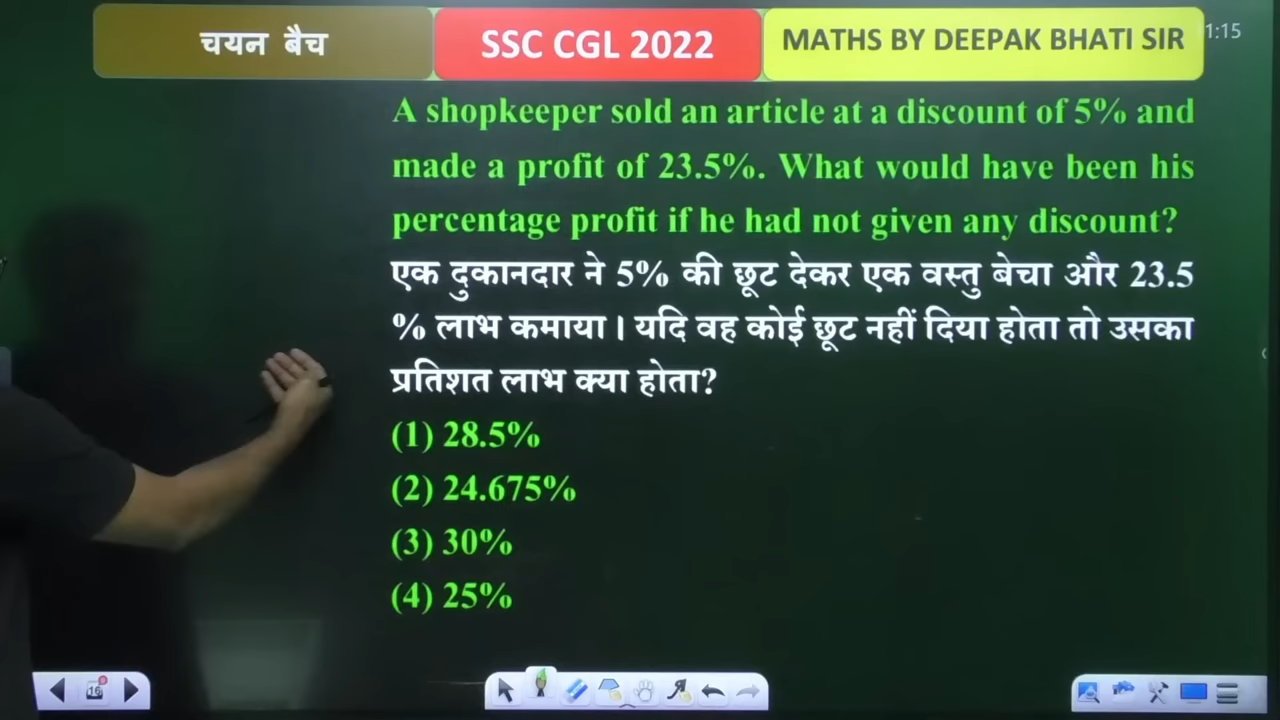 चयन बैच
SSC CGL 2022
MATHS BY DEEPAK BHATI SIR
1:15
A shopkeeper sold an article at a discount of 5% and
made a profit of 23.5%. What would have been his
percentage profit if he had not given any discount?
एक दुकानदार ने 5% की छूट देकर एक वस्तु बेचा और 23.5
% लाभ कमाया। यदि वह कोई छूट नहीं दिया होता तो उसका
प्रतिशत लाभ क्या होता?
(1) 28.5%
(2) 24.675%
(3) 30%
(4) 25%
16